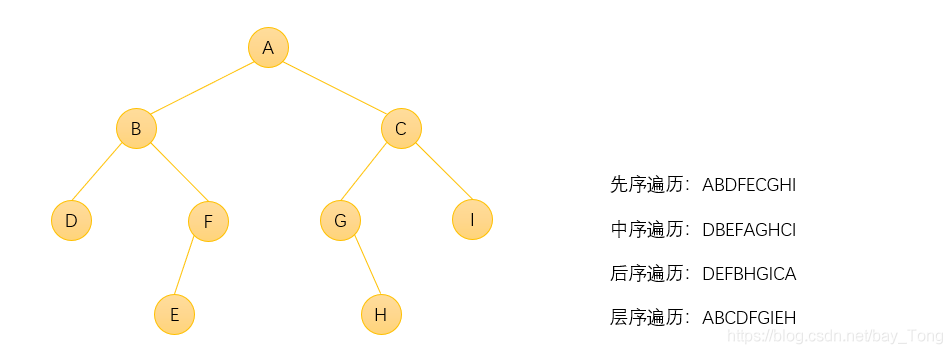 A
B
C
D
F
G
I
E
H
先序遍历：ABDFECGHI
中序遍历：DBEFAGHCI
后序遍历：DEFBHGICA
层序遍历：ABCDFGIEH
https://blog.csdn.net/bay_Tong